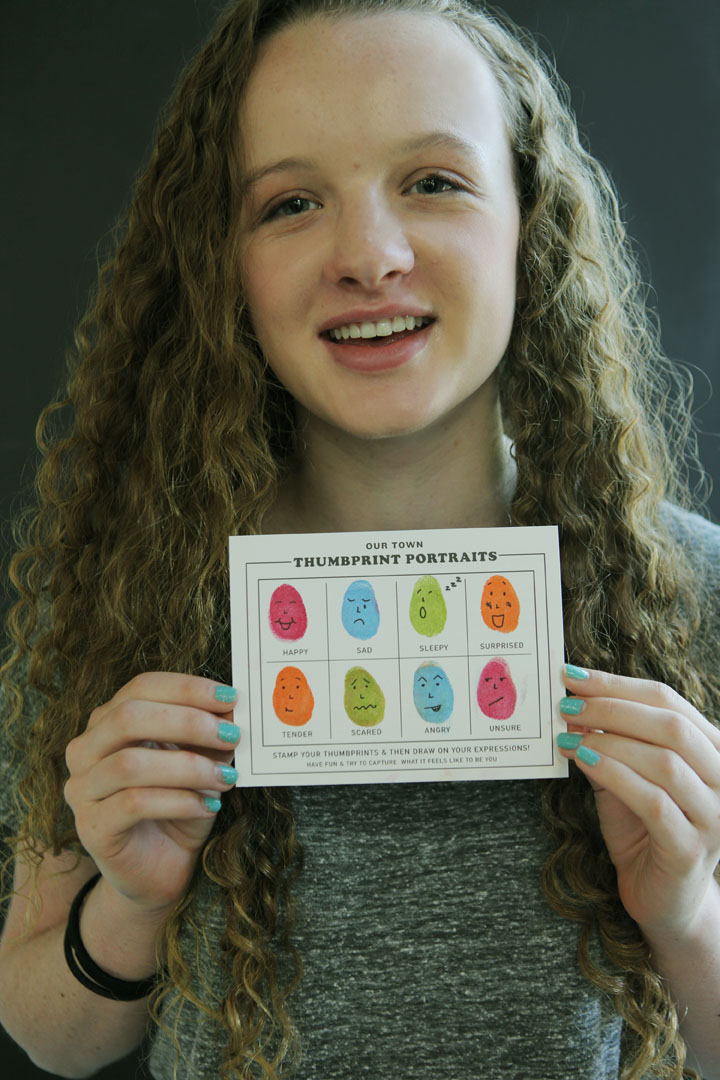 OUR TOWN
THUMBPRINT PORTRAITS
zzz
HAPPY SAD SLEEPY SURPRISED
TENDER SCARED ANGRY UNSURE
STAMP YOUR THUMBPRINTS & THEN DRAW ON YOUR EXPRESSIONS!
HAVE FUN & TRY TO CAPTURE WHAT IT FEELS LIKE TO BE YOU